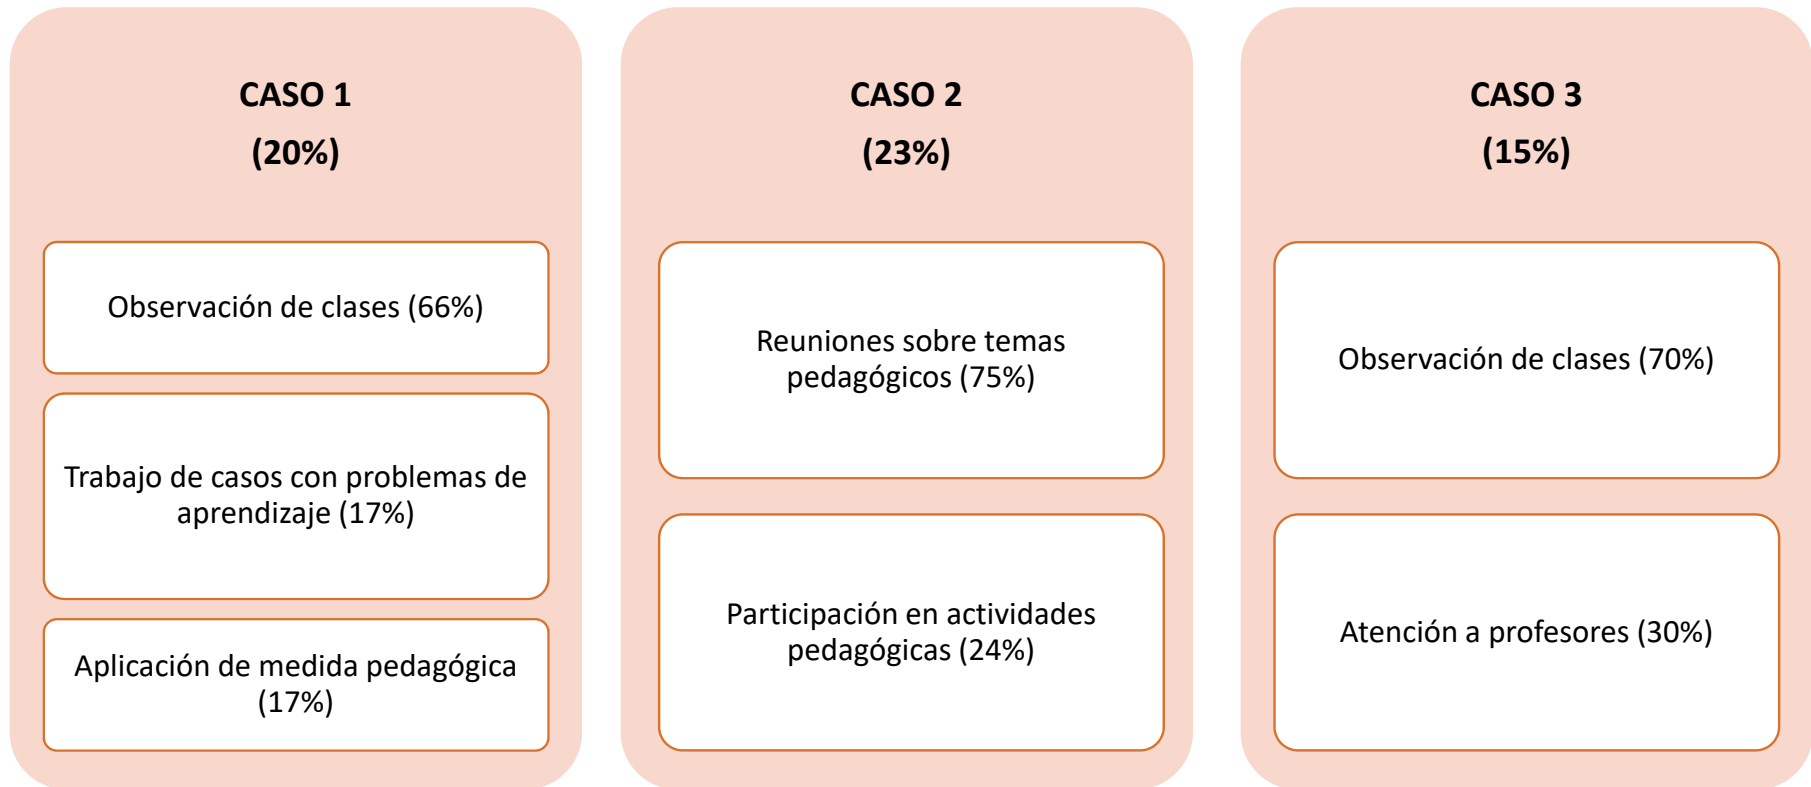 CASO 1
(20%)
Observación de clases (66%)
Trabajo de casos con problemas de
aprendizaje (17%)
Aplicación de medida pedagógica
(17%)
CASO 2
(23%)
Reuniones sobre temas
pedagógicos (75%)
Participación en actividades
pedagógicas (24%)
CASO 3
(15%)
Observación de clases (70%)
Atención a profesores (30%)